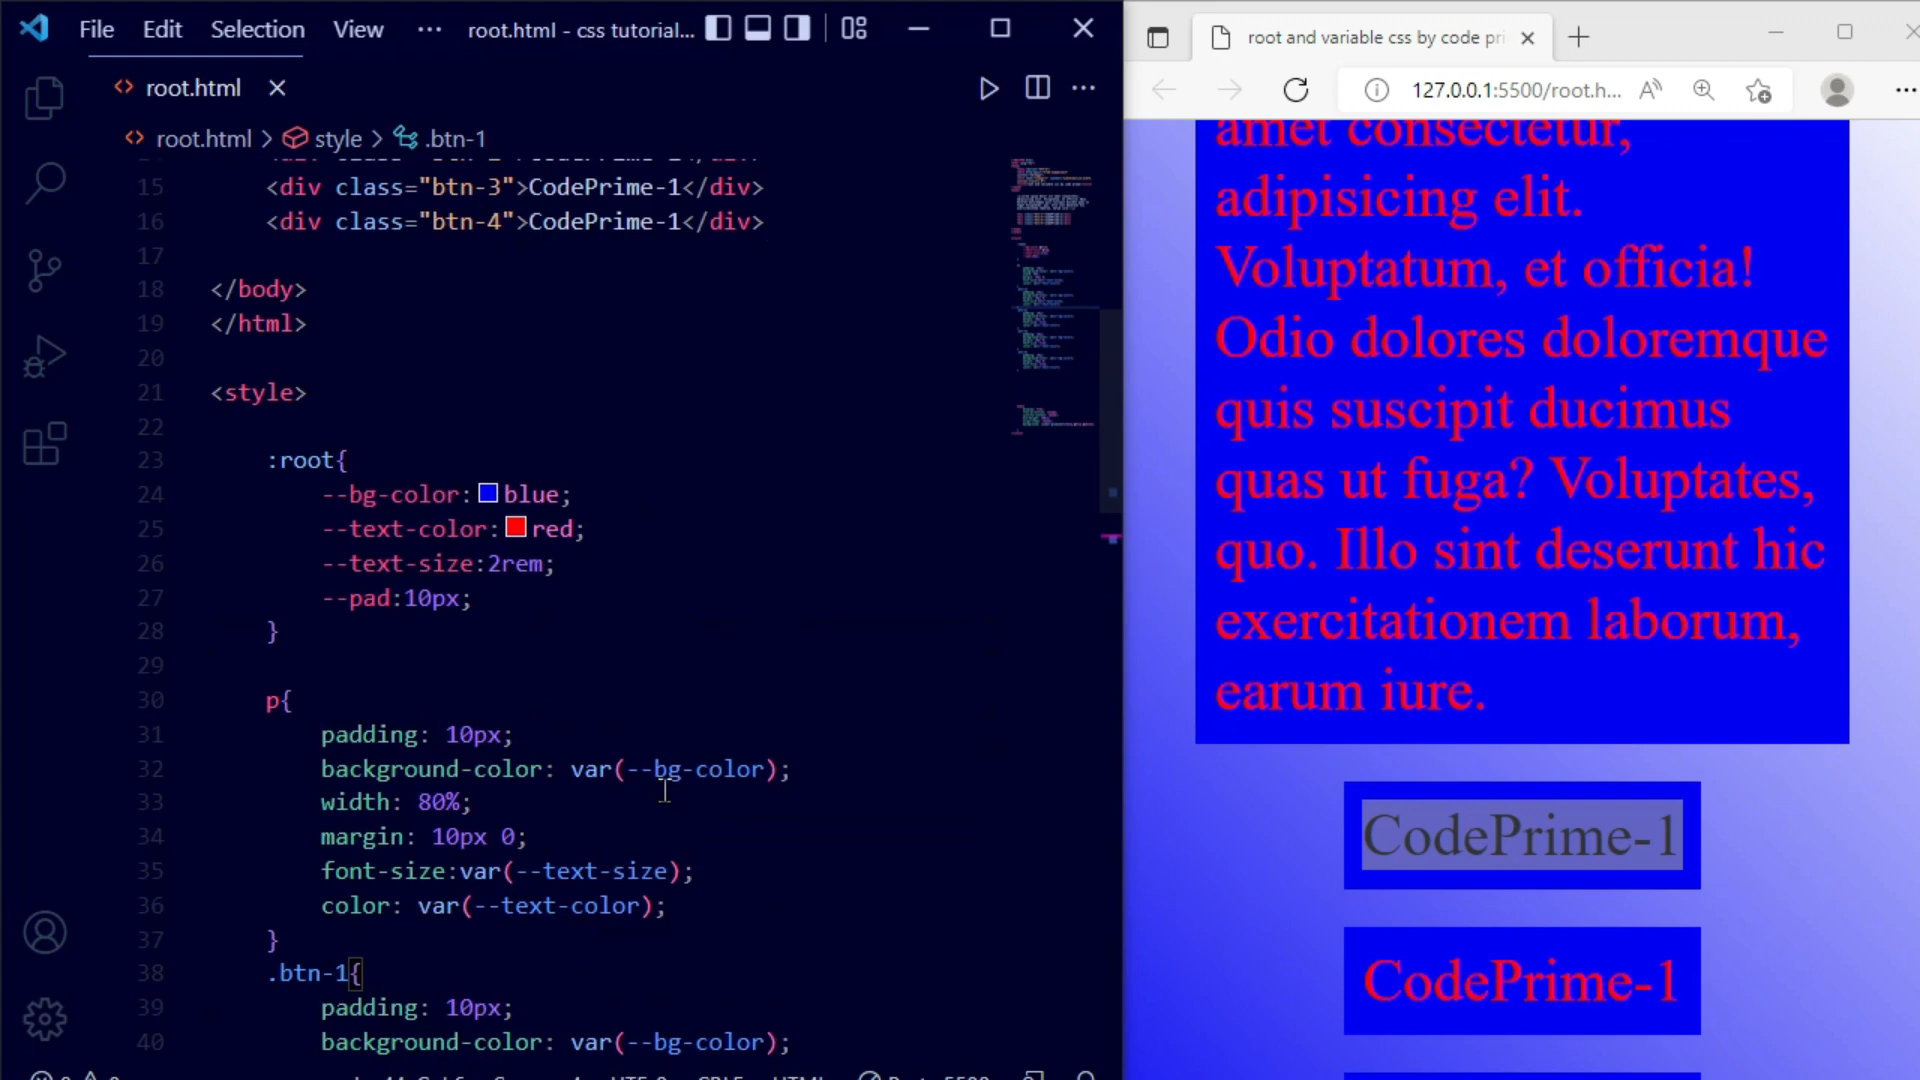 File Edit Selection View ··· root.html - css tutorial...
root.html
root.html > style > .btn-1
15 <div class="btn-3">CodePrime-1</div>
16 <div class="btn-4">CodePrime-1</div>
17
18 </body>
19 </html>
20
21 <style>
22
23 :root{
24 --bg-color:blue;
25 --text-color:red;
26 --text-size:2rem;
27 --pad:10px;
28 }
29
30 p{
31 padding: 10px;
32 background-color: var(--bg-color);
33 width: 80%;
34 margin: 10px 0;
35 font-size:var(--text-size);
36 color: var(--text-color);
37 }
38 .btn-1{
39 padding: 10px;
40 background-color: var(--bg-color);
root and variable css by code pri
127.0.0.1:5500/root.h...
amet consectetur,
adipisicing elit.
Voluptatum, et officia!
Odio dolores doloremque
quis suscipit ducimus
quas ut fuga? Voluptates,
quo. Illo sint deserunt hic
exercitationem laborum,
earum iure.
CodePrime-1
CodePrime-1